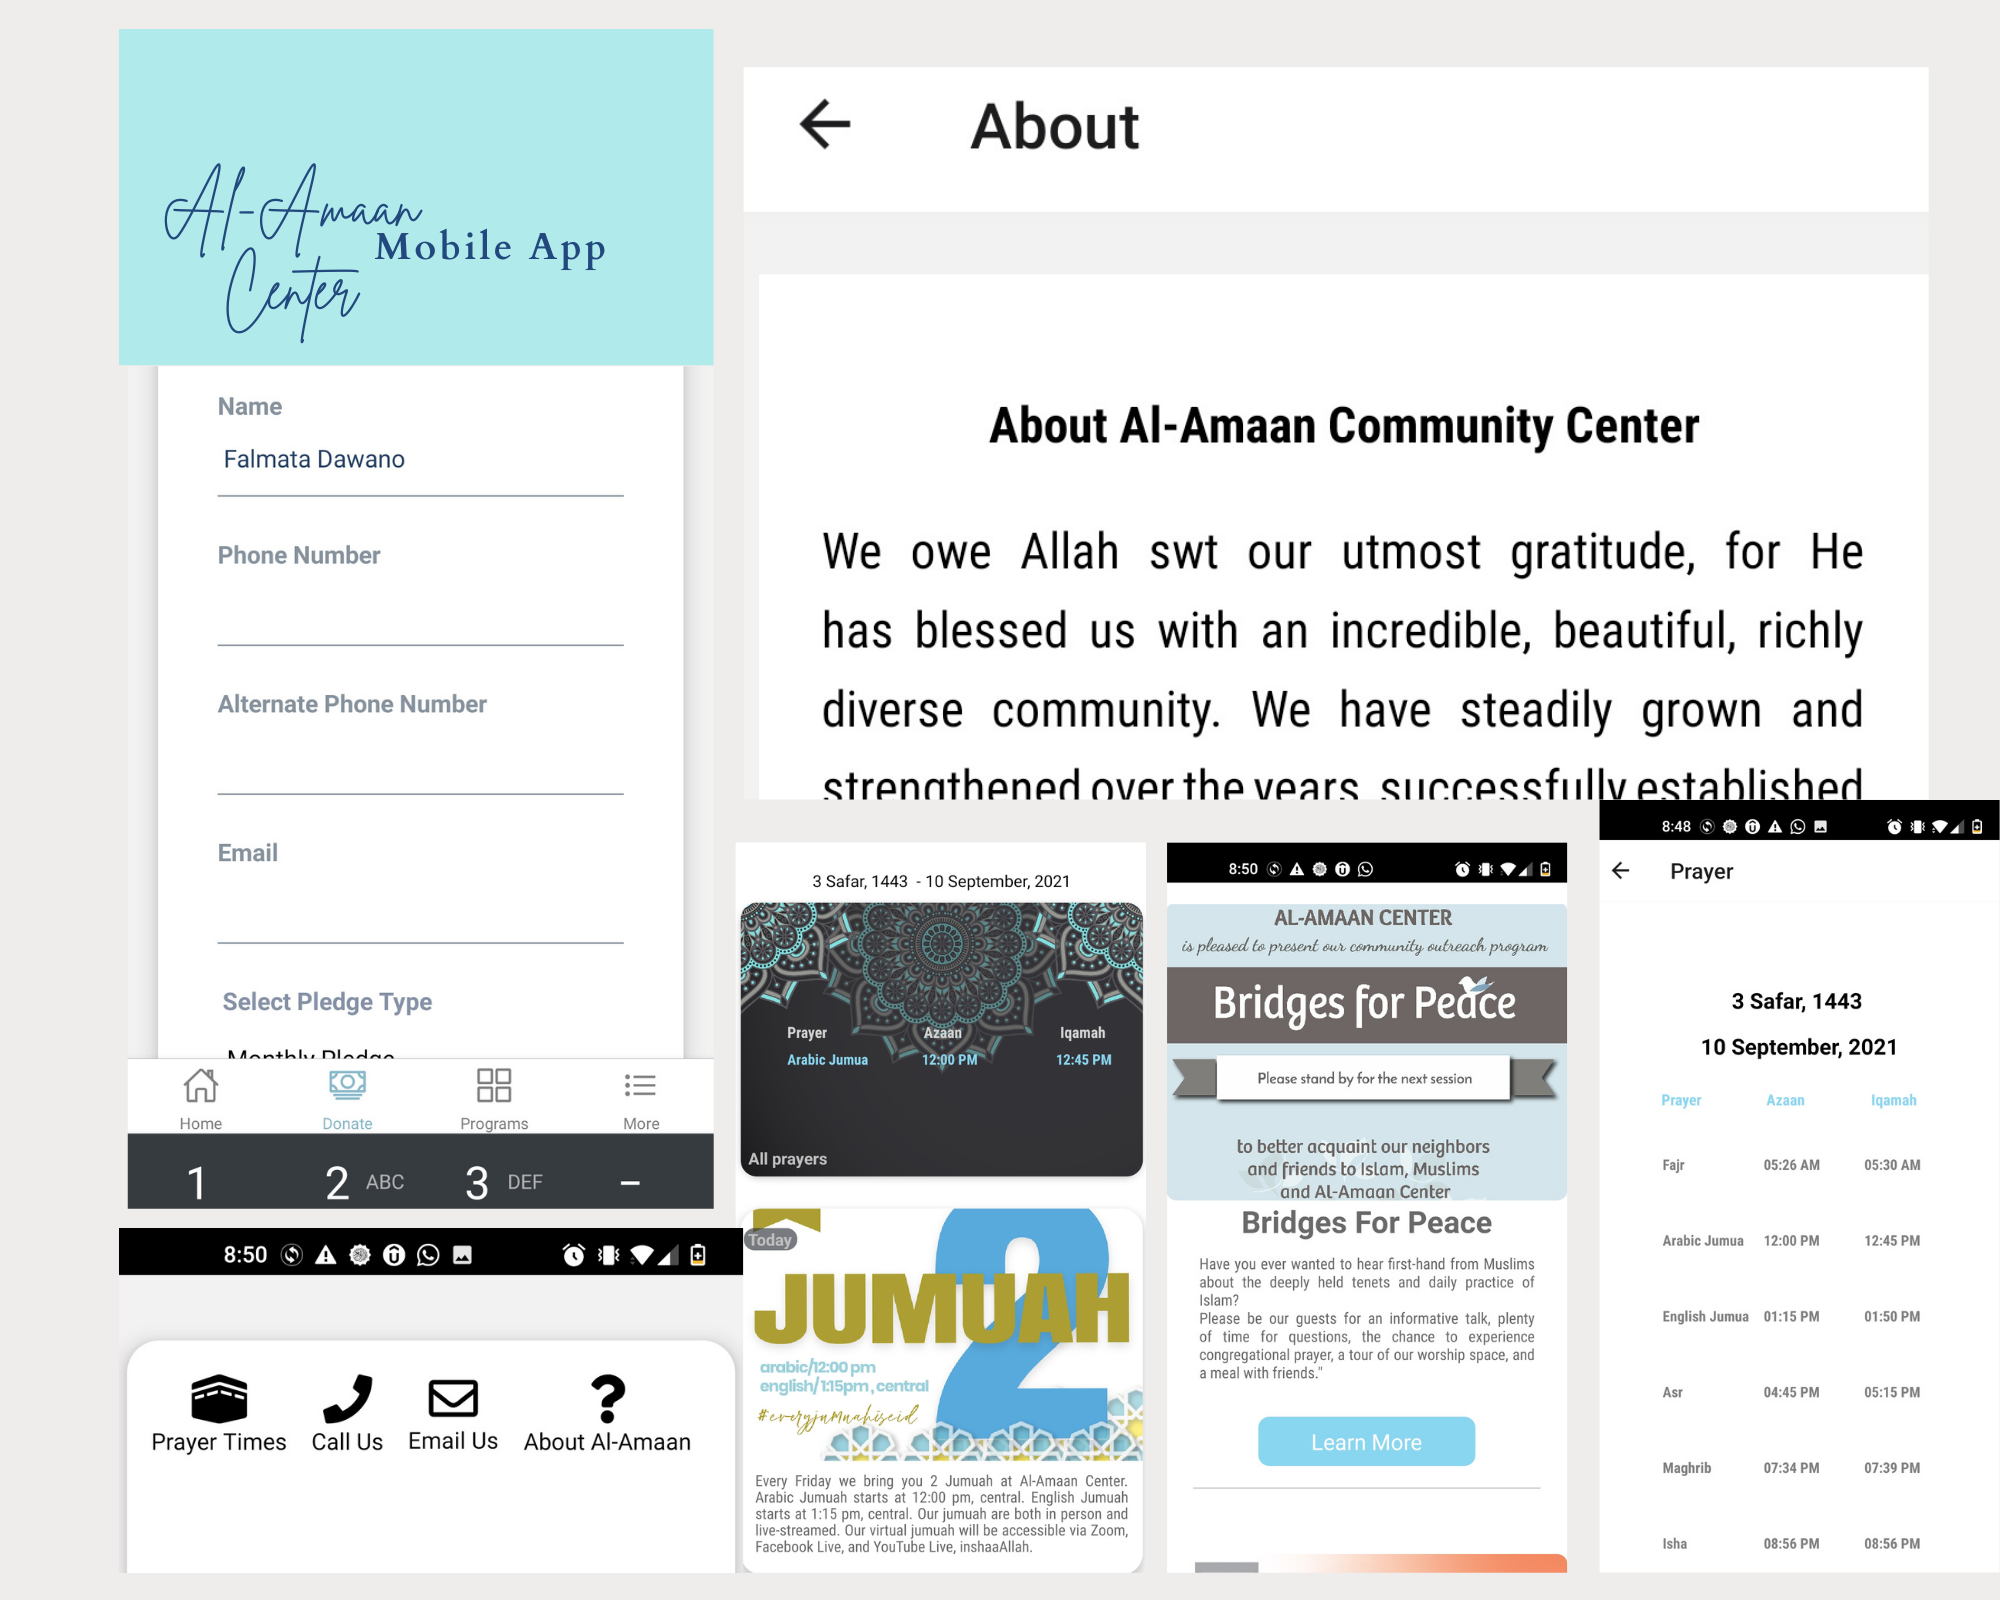 Al-Amaan
Mobile App
Center
Name
Falmata Dawano
Phone Number
Alternate Phone Number
Email
Select Pledge Type
Monthly Pledge
Home Donate Programs More
1 2 ABC 3 DEF –
8:50
Prayer Times Call Us Email Us About Al-Amaan
About
About Al-Amaan Community Center
We owe Allah swt our utmost gratitude, for He
has blessed us with an incredible, beautiful, richly
diverse community. We have steadily grown and
strengthened over the years, successfully established
3 Safar, 1443 - 10 September, 2021
Prayer Azaan Iqamah
Arabic Jumua 12:00 PM 12:45 PM
All prayers
Today
2
JUMUAH
arabic/12:00 pm
english/1:15pm, central
#everyjumuahiseid
Every Friday we bring you 2 Jumuah at Al-Amaan Center.
Arabic Jumuah starts at 12:00 pm, central. English Jumuah
starts at 1:15 pm, central. Our jumuah are both in person and
live-streamed. Our virtual jumuah will be accessible via Zoom,
Facebook Live, and YouTube Live, inshaaAllah.
8:50
AL-AMAAN CENTER
is pleased to present our community outreach program
Bridges for Peace
Please stand by for the next session
to better acquaint our neighbors
and friends to Islam, Muslims
and Al-Amaan Center
Bridges For Peace
Have you ever wanted to hear first-hand from Muslims
about the deeply held tenets and daily practice of
Islam?
Please be our guests for an informative talk, plenty
of time for questions, the chance to experience
congregational prayer, a tour of our worship space, and
a meal with friends."
Learn More
8:48
Prayer
3 Safar, 1443
10 September, 2021
Prayer Azaan Iqamah
Fajr 05:26 AM 05:30 AM
Arabic Jumua 12:00 PM 12:45 PM
English Jumua 01:15 PM 01:50 PM
Asr 04:45 PM 05:15 PM
Maghrib 07:34 PM 07:39 PM
Isha 08:56 PM 08:56 PM